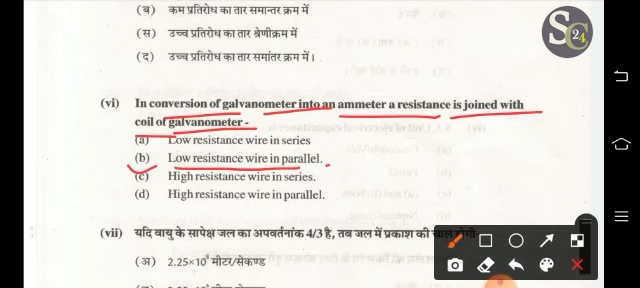 (ब) कम प्रतिरोध का तार समान्तर क्रम में
(स) उच्च प्रतिरोध का तार श्रेणीक्रम में
(द) उच्च प्रतिरोध का तार समांतर क्रम में।
SC24
(vi) In conversion of galvanometer into an ammeter a resistance is joined with
coil of galvanometer -
(a) Low resistance wire in series
(b) Low resistance wire in parallel.
(c) High resistance wire in series.
(d) High resistance wire in parallel.
(vii) यदि वायु के सापेक्ष जल का अपवर्तनांक 4/3 है, तब जल में प्रकाश की चाल होगी
(अ) 2.25×10⁸ मीटर/सेकण्ड